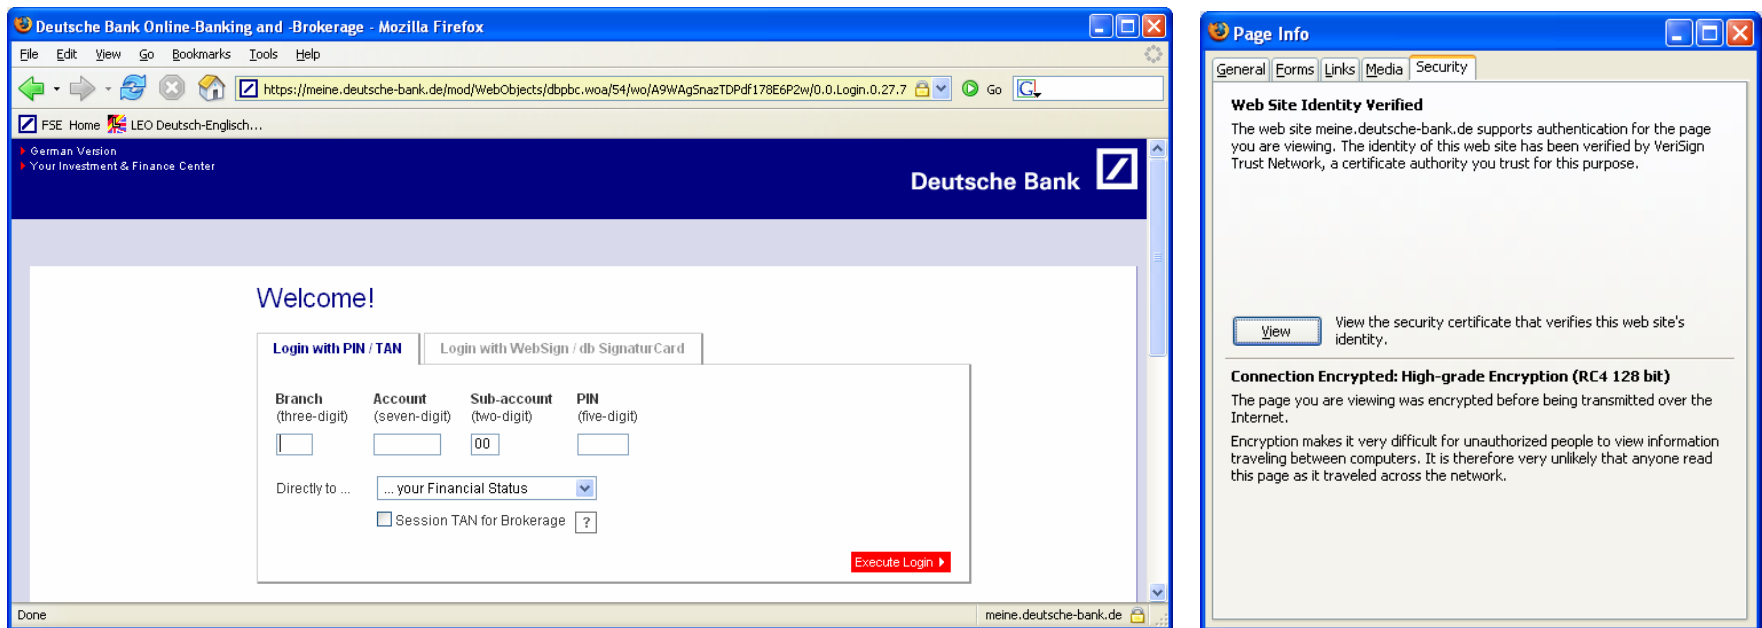 Deutsche Bank Online-Banking and -Brokerage - Mozilla Firefox
File Edit View Go Bookmarks Tools Help
https://meine.deutsche-bank.de/mod/WebObjects/dbpbc.woa/54/wo/A9WAgSnazTDPdf178E6P2w/0.0.Login.0.27.7 Go G
FSE Home LEO Deutsch-Englisch...
German Version
Your Investment & Finance Center
Deutsche Bank
Welcome!
Login with PIN / TAN Login with WebSign / db SignaturCard
Branch Account Sub-account PIN
(three-digit) (seven-digit) (two-digit) (five-digit)
00
Directly to ... ... your Financial Status
Session TAN for Brokerage ?
Execute Login
Done meine.deutsche-bank.de
Page Info
General Forms Links Media Security
Web Site Identity Verified
The web site meine.deutsche-bank.de supports authentication for the page
you are viewing. The identity of this web site has been verified by VeriSign
Trust Network, a certificate authority you trust for this purpose.
View View the security certificate that verifies this web site's
identity.
Connection Encrypted: High-grade Encryption (RC4 128 bit)
The page you are viewing was encrypted before being transmitted over the
Internet.
Encryption makes it very difficult for unauthorized people to view information
traveling between computers. It is therefore very unlikely that anyone read
this page as it traveled across the network.